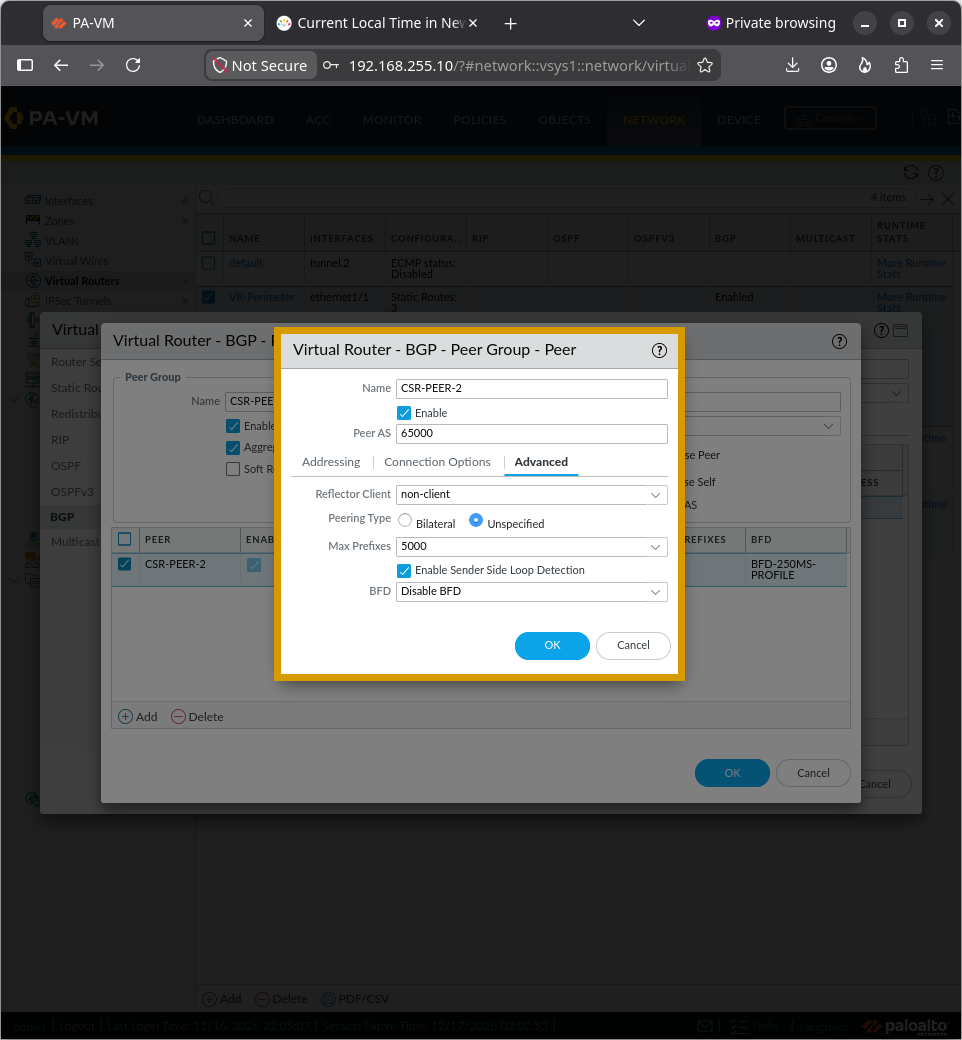 PA-VM
Current Local Time in Nev
Private browsing
Not Secure
192.168.255.10/?#network::vsys1::network/virtua
PA-VM
DASHBOARD
ACC
MONITOR
POLICIES
OBJECTS
NETWORK
DEVICE
Commit
Interfaces
Zones
VLANs
Virtual Wires
Virtual Routers
IPSec Tunnels
4 items
NAME
INTERFACES
CONFIGURA...
RIP
OSPF
OSPFV3
BGP
MULTICAST
RUNTIME STATS
default
tunnel.2
ECMP status: Disabled
More Runtime Stats
VR-Perimeter
ethernet1/1
Static Routes: 3
Enabled
More Runtime Stats
Virtual
Router Se
Static Rou
Redistribu
RIP
OSPF
OSPFv3
BGP
Multicast
Virtual Router - BGP - 
Peer Group
Name
CSR-PEE
Enable
Aggreg
Soft R
se Peer
se Self
AS
PEER
ENAB
REFIXES
BFD
CSR-PEER-2
BFD-250MS-PROFILE
Add
Delete
OK
Cancel
ESS
ntime
ntime
Cancel
Virtual Router - BGP - Peer Group - Peer
Name
CSR-PEER-2
Enable
Peer AS
65000
Addressing
Connection Options
Advanced
Reflector Client
non-client
Peering Type
Bilateral
Unspecified
Max Prefixes
5000
Enable Sender Side Loop Detection
BFD
Disable BFD
OK
Cancel
Add
Delete
PDF/CSV
admin | Logout | Last Login Time: 11/16/2026 22:05:07 | Session Expire Time: 12/17/2026 03:02:53 |
Tasks | Language
paloalto
NETWORKS